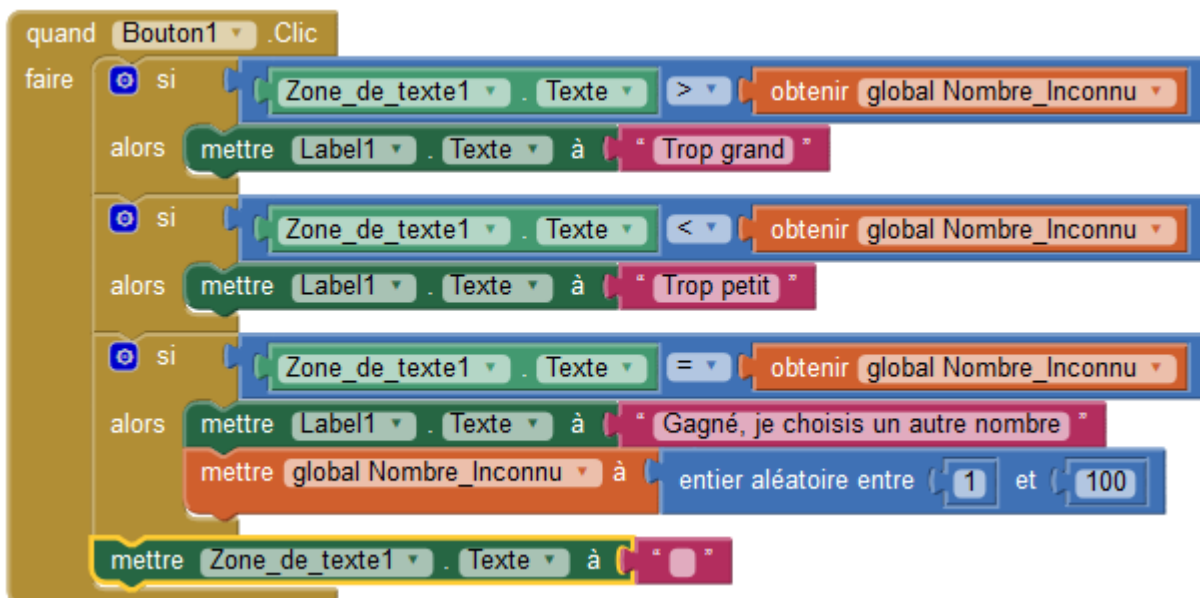 quand Bouton1 .Clic
faire si Zone_de_texte1 . Texte > obtenir global Nombre_Inconnu
alors mettre Label1 . Texte à “ Trop grand ”
si Zone_de_texte1 . Texte < obtenir global Nombre_Inconnu
alors mettre Label1 . Texte à “ Trop petit ”
si Zone_de_texte1 . Texte = obtenir global Nombre_Inconnu
alors mettre Label1 . Texte à “ Gagné, je choisis un autre nombre ”
mettre global Nombre_Inconnu à entier aléatoire entre 1 et 100
mettre Zone_de_texte1 . Texte à “ ”